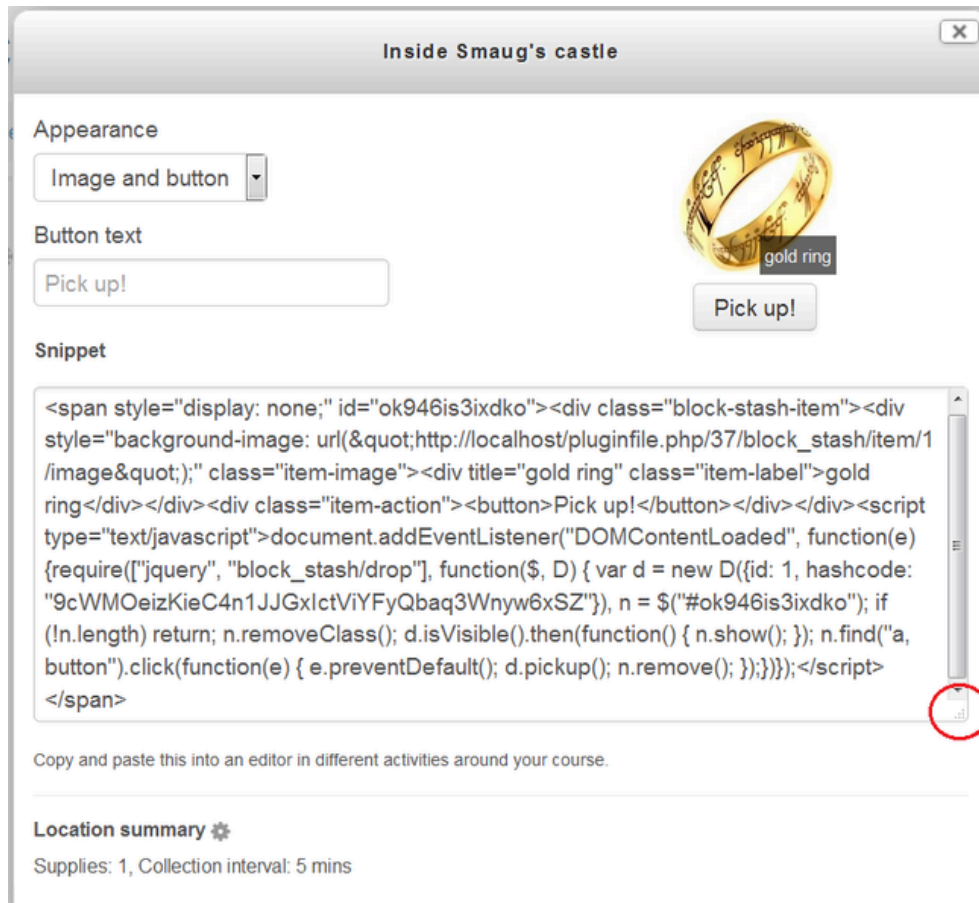 Inside Smaug's castle
Appearance
Image and button
Button text
Pick up!
gold ring
Pick up!
Snippet
<span style="display: none;" id="ok946is3ixdko"><div class="block-stash-item"><div
style="background-image: url(&quot;http://localhost/pluginfile.php/37/block_stash/item/1
/image&quot;);" class="item-image"><div title="gold ring" class="item-label">gold
ring</div></div><div class="item-action"><button>Pick up!</button></div></div><script
type="text/javascript">document.addEventListener("DOMContentLoaded", function(e)
{require(["jquery", "block_stash/drop"], function($, D) { var d = new D({id: 1, hashcode:
"9cWMOeizKieC4n1JJGxIctViYFyQbaq3Wnyw6xSZ"}), n = $("#ok946is3ixdko"); if
(!n.length) return; n.removeClass(); d.isVisible().then(function() { n.show(); }); n.find("a,
button").click(function(e) { e.preventDefault(); d.pickup(); n.remove(); });})});</script>
</span>
Copy and paste this into an editor in different activities around your course.
Location summary
Supplies: 1, Collection interval: 5 mins